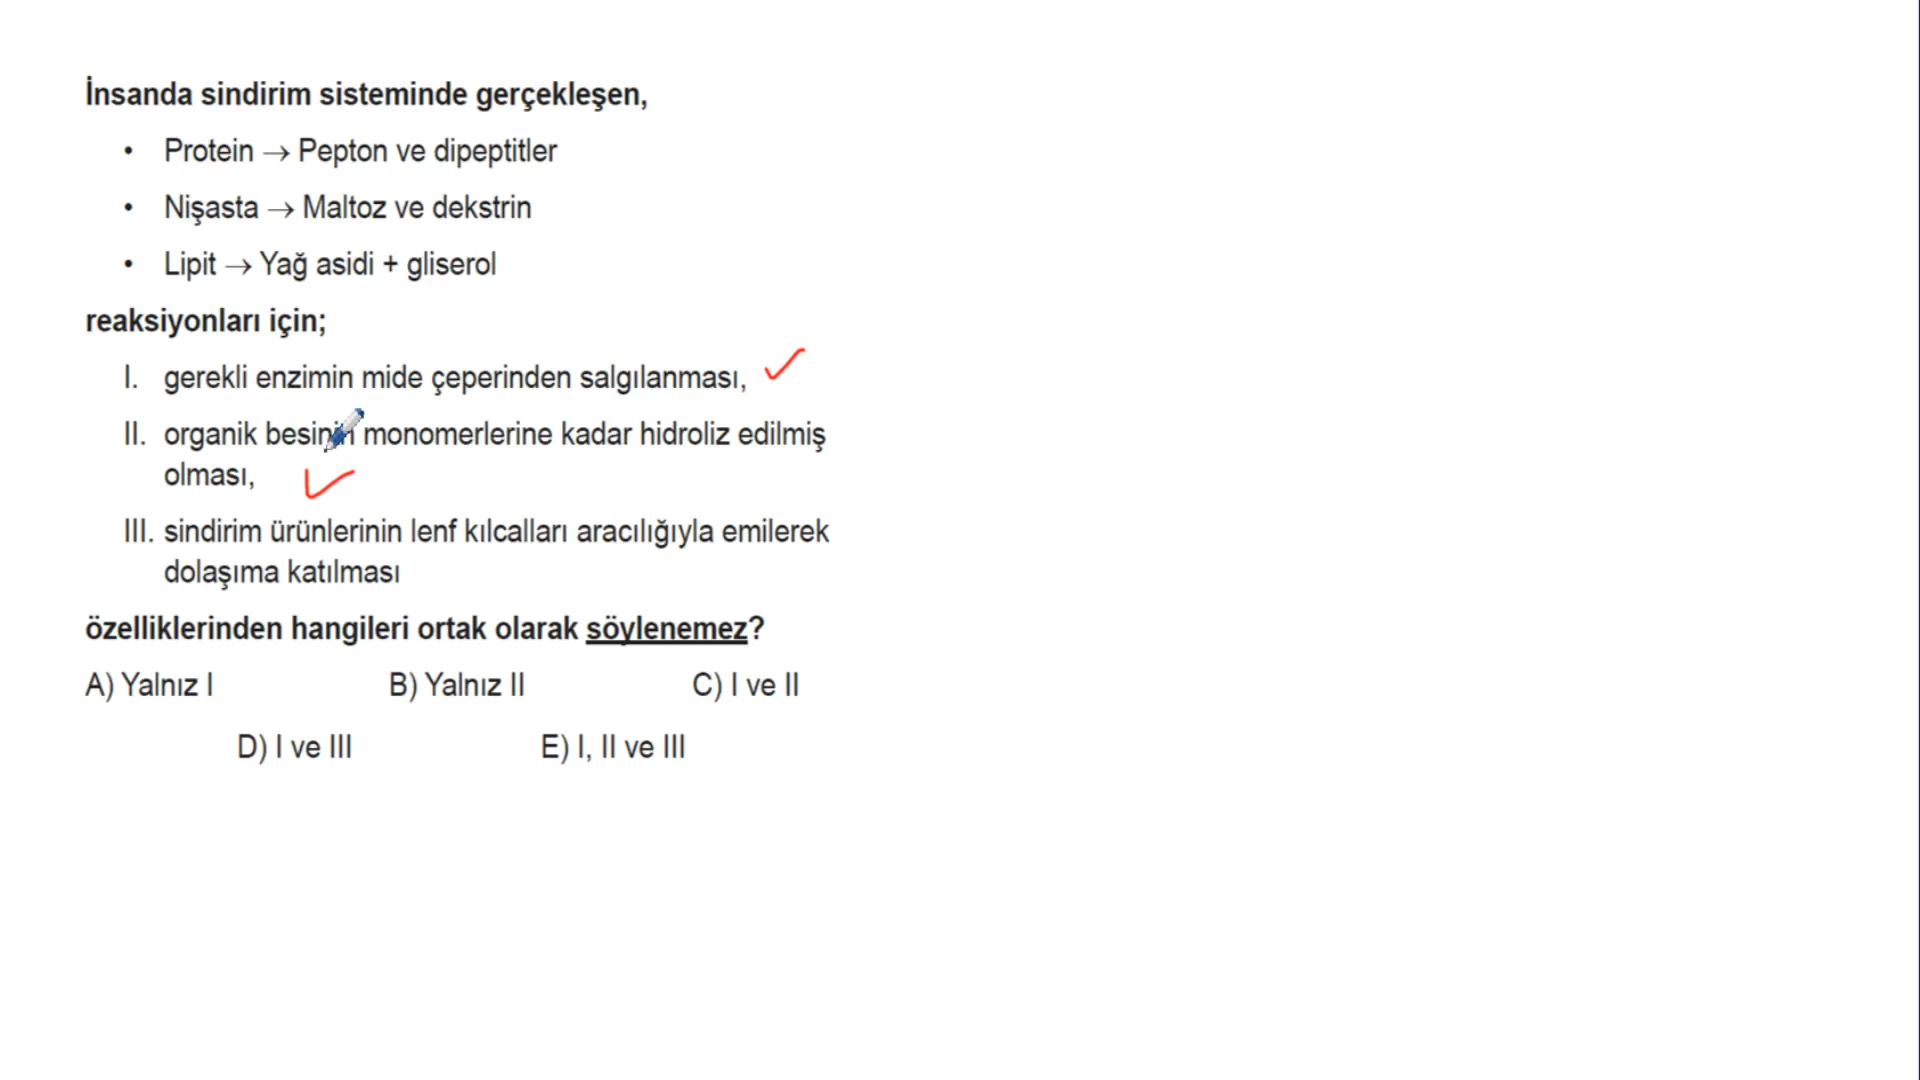 İnsanda sindirim sisteminde gerçekleşen,
• Protein → Pepton ve dipeptitler
• Nişasta → Maltoz ve dekstrin
• Lipit → Yağ asidi + gliserol
reaksiyonları için;
I. gerekli enzimin mide çeperinden salgılanması,
II. organik besinin monomerlerine kadar hidroliz edilmiş
olması,
III. sindirim ürünlerinin lenf kılcalları aracılığıyla emilerek
dolaşıma katılması
özelliklerinden hangileri ortak olarak söylenemez?
A) Yalnız I B) Yalnız II C) I ve II
D) I ve III E) I, II ve III